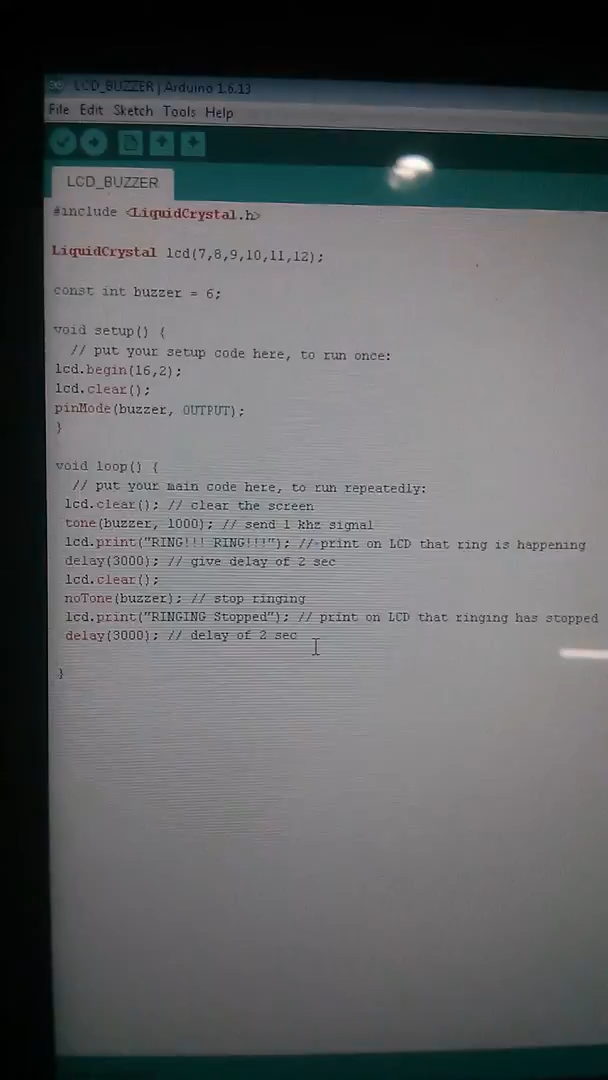 LCD_BUZZER | Arduino 1.6.13
File Edit Sketch Tools Help
LCD_BUZZER
#include <LiquidCrystal.h>
LiquidCrystal lcd(7,8,9,10,11,12);
const int buzzer = 6;
void setup() {
// put your setup code here, to run once:
lcd.begin(16,2);
lcd.clear();
pinMode(buzzer, OUTPUT);
}
void loop() {
// put your main code here, to run repeatedly:
lcd.clear(); // clear the screen
tone(buzzer, 1000); // send 1 khz signal
lcd.print("RING!!! RING!!!"); // print on LCD that ring is happening
delay(3000); // give delay of 2 sec
lcd.clear();
noTone(buzzer); // stop ringing
lcd.print("RINGING Stopped"); // print on LCD that ringing has stopped
delay(3000); // delay of 2 sec
}